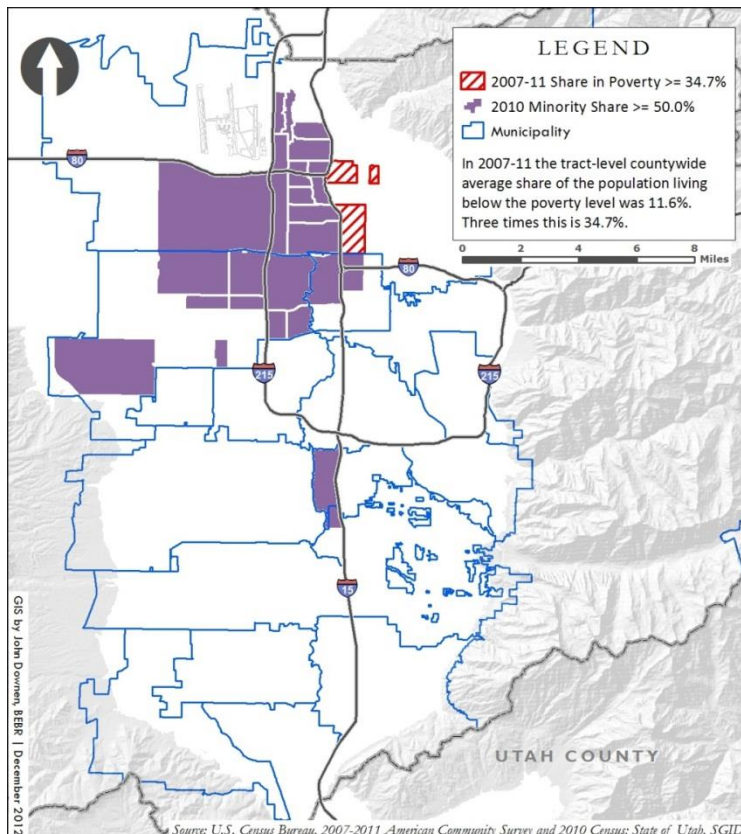 LEGEND
2007-11 Share in Poverty >= 34.7%
2010 Minority Share >= 50.0%
Municipality
In 2007-11 the tract-level countywide
average share of the population living
below the poverty level was 11.6%.
Three times this is 34.7%.
0 2 4 6 8
Miles
80
80
215
215
15
UTAH COUNTY
GIS by John Downen, BEBR | December 2012
Source: U.S. Census Bureau, 2007-2011 American Community Survey and 2010 Census; State of Utah, SGID